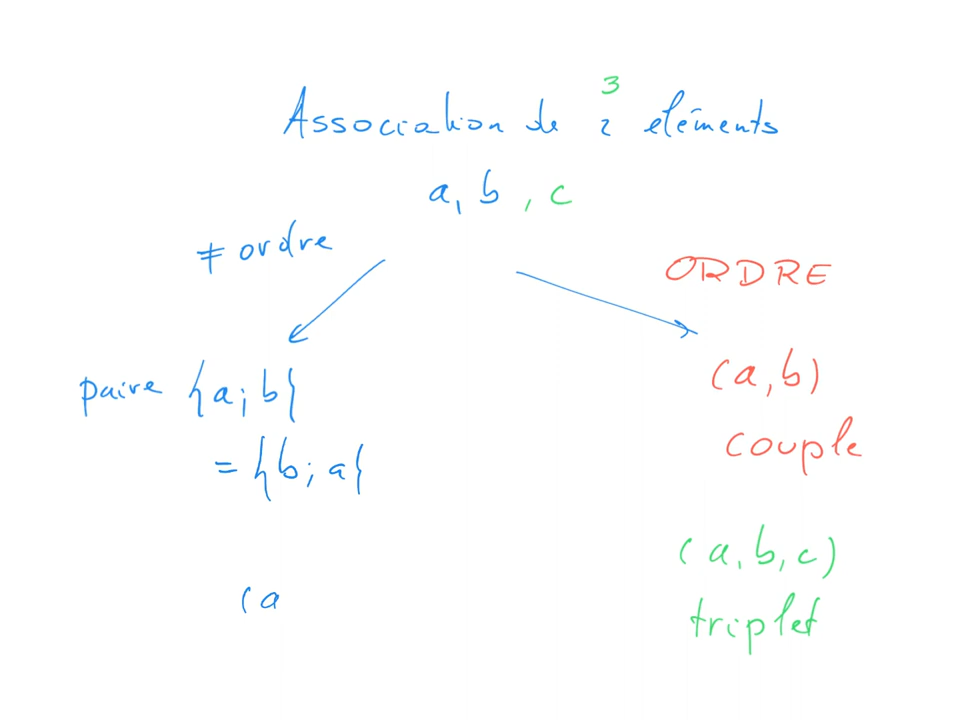 3
Association de 2 éléments
a, b, c
≠ ordre
ORDRE
paire {a; b}
= {b; a}
(a, b)
couple
(a, b, c)
triplet
(a